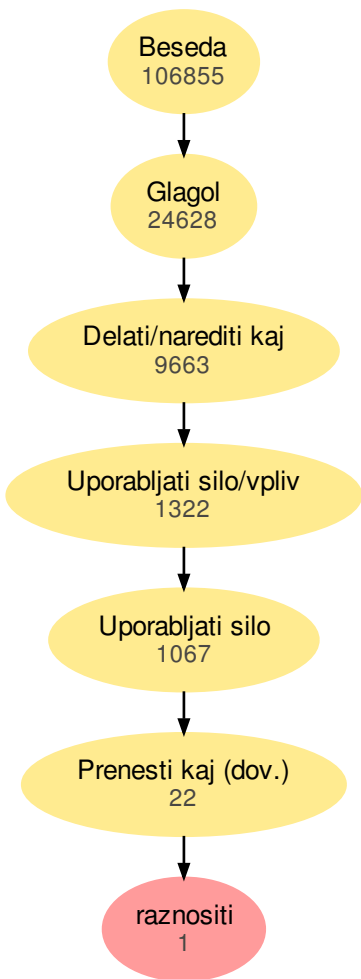 Beseda
106855
Glagol
24628
Delati/narediti kaj
9663
Uporabljati silo/vpliv
1322
Uporabljati silo
1067
Prenesti kaj (dov.)
22
raznositi
1